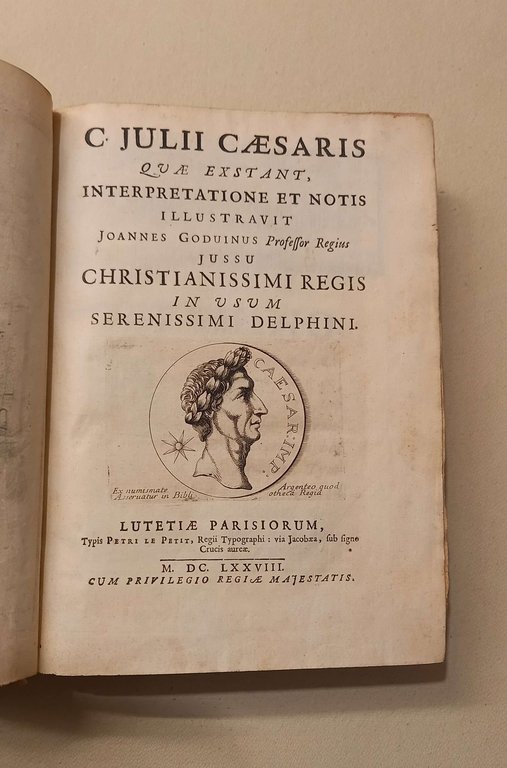 C. JULII CÆSARIS
QUÆ EXSTANT,
INTERPRETATIONE ET NOTIS
ILLUSTRAVIT
JOANNES GODUINUS Professor Regius
JUSSU
CHRISTIANISSIMI REGIS
IN USUM
SERENISSIMI DELPHINI.
CAESAR·IMP·
Ex numismate Argenteo quod
Asservatur in Bibliotheca Regia
LUTETIÆ PARISIORUM,
Typis PETRI LE PETIT, Regii Typographi: via Jacobæa, sub signo
Crucis aureæ.
M. DC. LXXVIII.
CUM PRIVILEGIO REGIÆ MAJESTATIS.